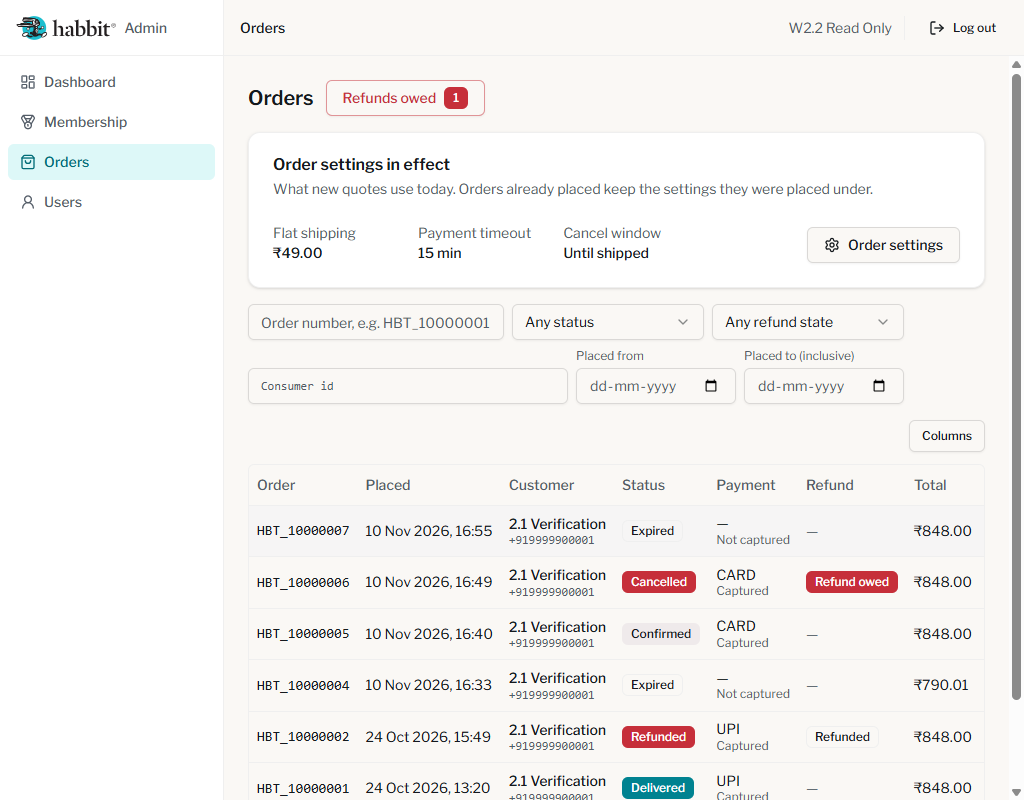 habbit® Admin
Orders
W2.2 Read Only
Log out
Dashboard
Membership
Orders
Users
Orders
Refunds owed 1
Order settings in effect
What new quotes use today. Orders already placed keep the settings they were placed under.
Flat shipping Payment timeout Cancel window
₹49.00 15 min Until shipped
Order settings
Order number, e.g. HBT_10000001 Any status Any refund state
Placed from Placed to (inclusive)
Consumer id dd-mm-yyyy dd-mm-yyyy
Columns
Order Placed Customer Status Payment Refund Total
HBT_10000007 10 Nov 2026, 16:55 2.1 Verification Expired — — ₹848.00
+919999900001 Not captured
HBT_10000006 10 Nov 2026, 16:49 2.1 Verification Cancelled CARD Refund owed ₹848.00
+919999900001 Captured
HBT_10000005 10 Nov 2026, 16:40 2.1 Verification Confirmed CARD — ₹848.00
+919999900001 Captured
HBT_10000004 10 Nov 2026, 16:33 2.1 Verification Expired — — ₹790.01
+919999900001 Not captured
HBT_10000002 24 Oct 2026, 15:49 2.1 Verification Refunded UPI Refunded ₹848.00
+919999900001 Captured
HBT_10000001 24 Oct 2026, 13:20 2.1 Verification Delivered UPI — ₹848.00
+919999900001 Captured